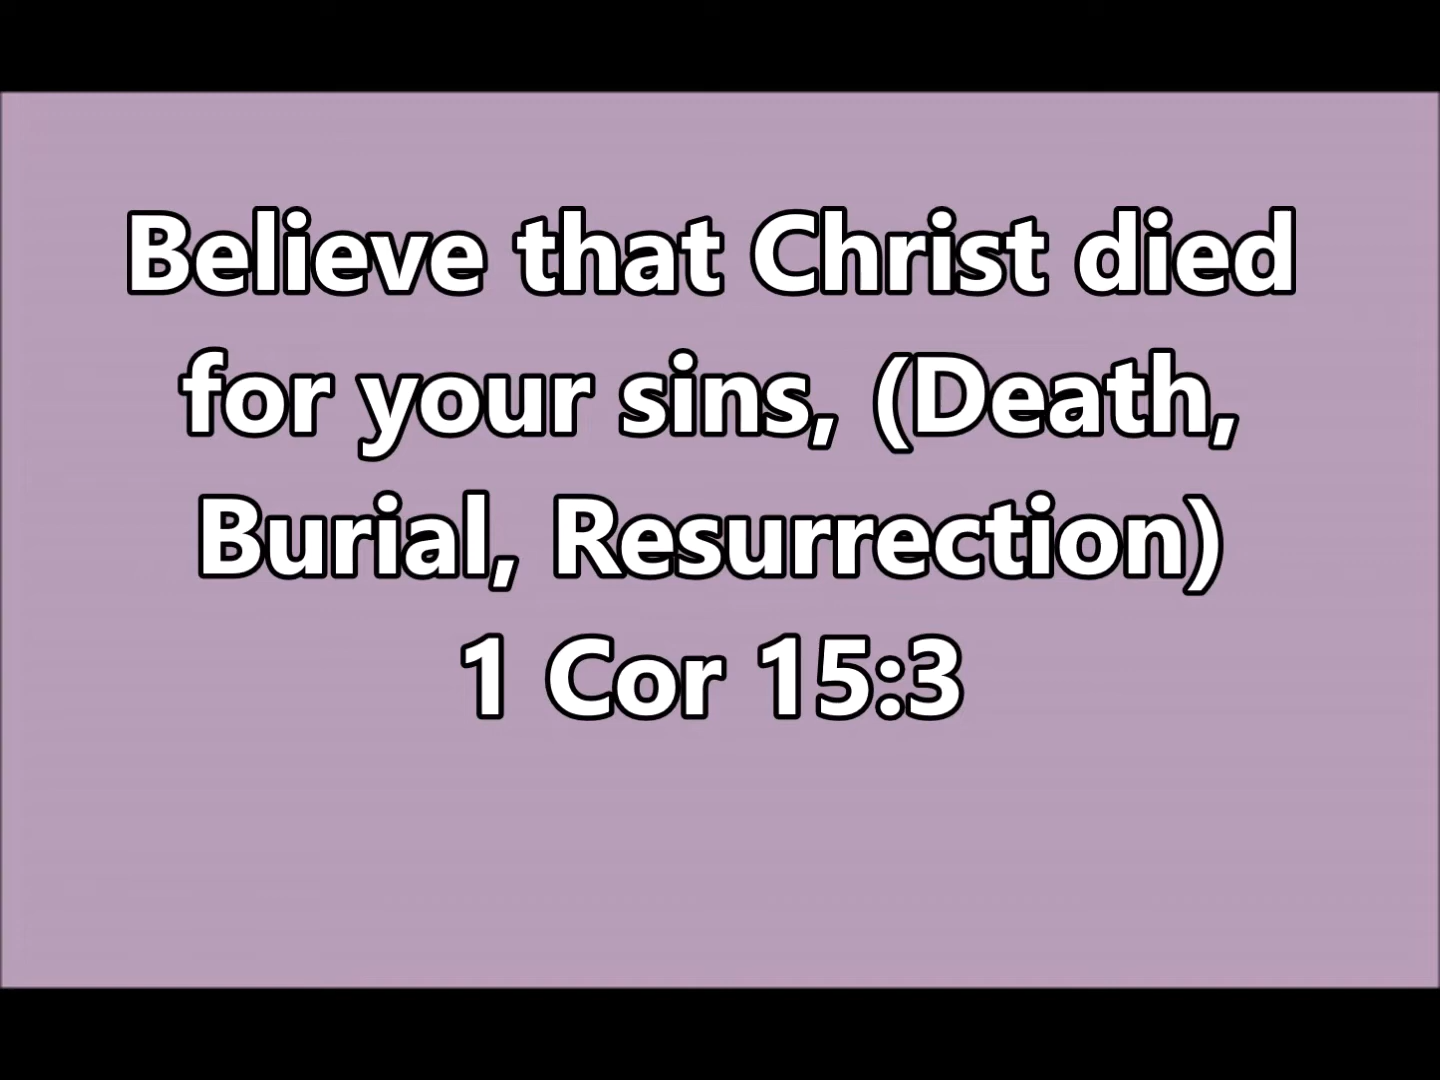 Believe that Christ died
for your sins, (Death,
Burial, Resurrection)
1 Cor 15:3